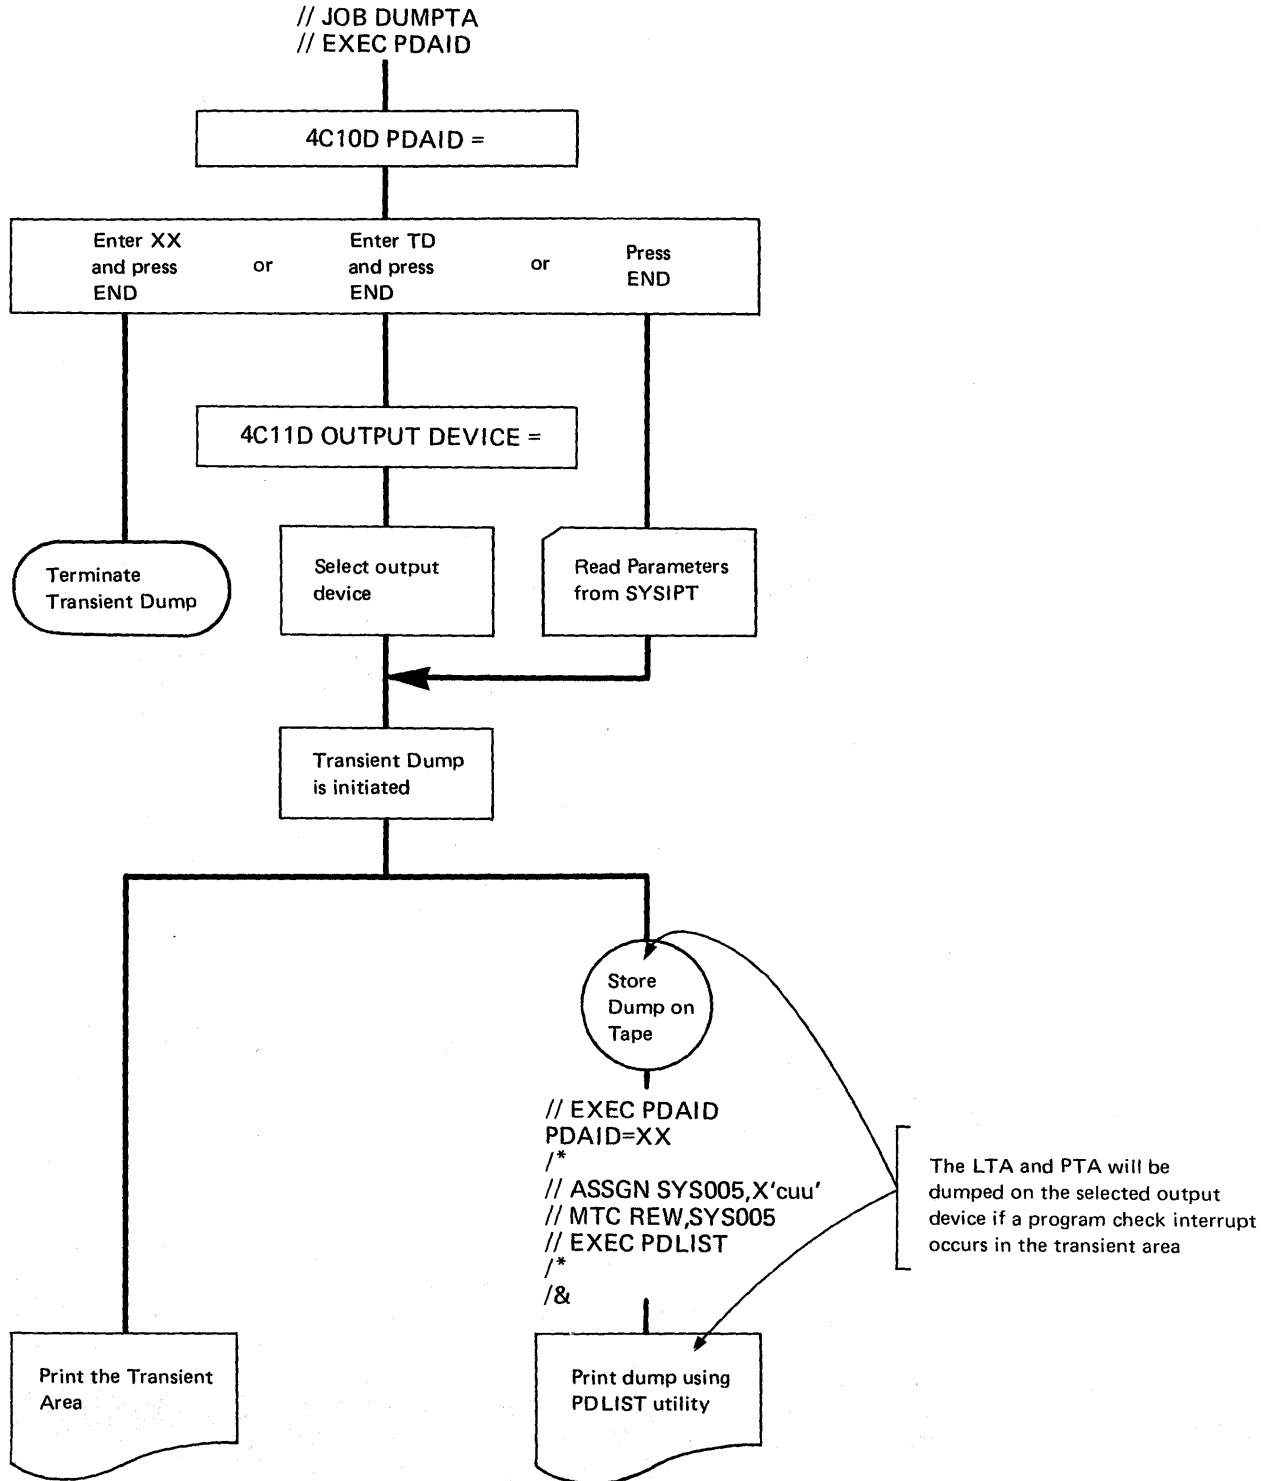 // JOB DUMPTA
// EXEC PDAID
4C10D PDAID =
Enter XX
and press
END
or
Enter TD
and press
END
or
Press
END
4C11D OUTPUT DEVICE =
Terminate
Transient Dump
Select output
device
Read Parameters
from SYSIPT
Transient Dump
is initiated
Store
Dump on
Tape
// EXEC PDAID
PDAID=XX
/*
// ASSGN SYS005,X'cuu'
// MTC REW,SYS005
// EXEC PDLIST
/*
/&
The LTA and PTA will be
dumped on the selected output
device if a program check interrupt
occurs in the transient area
Print the Transient
Area
Print dump using
PDLIST utility